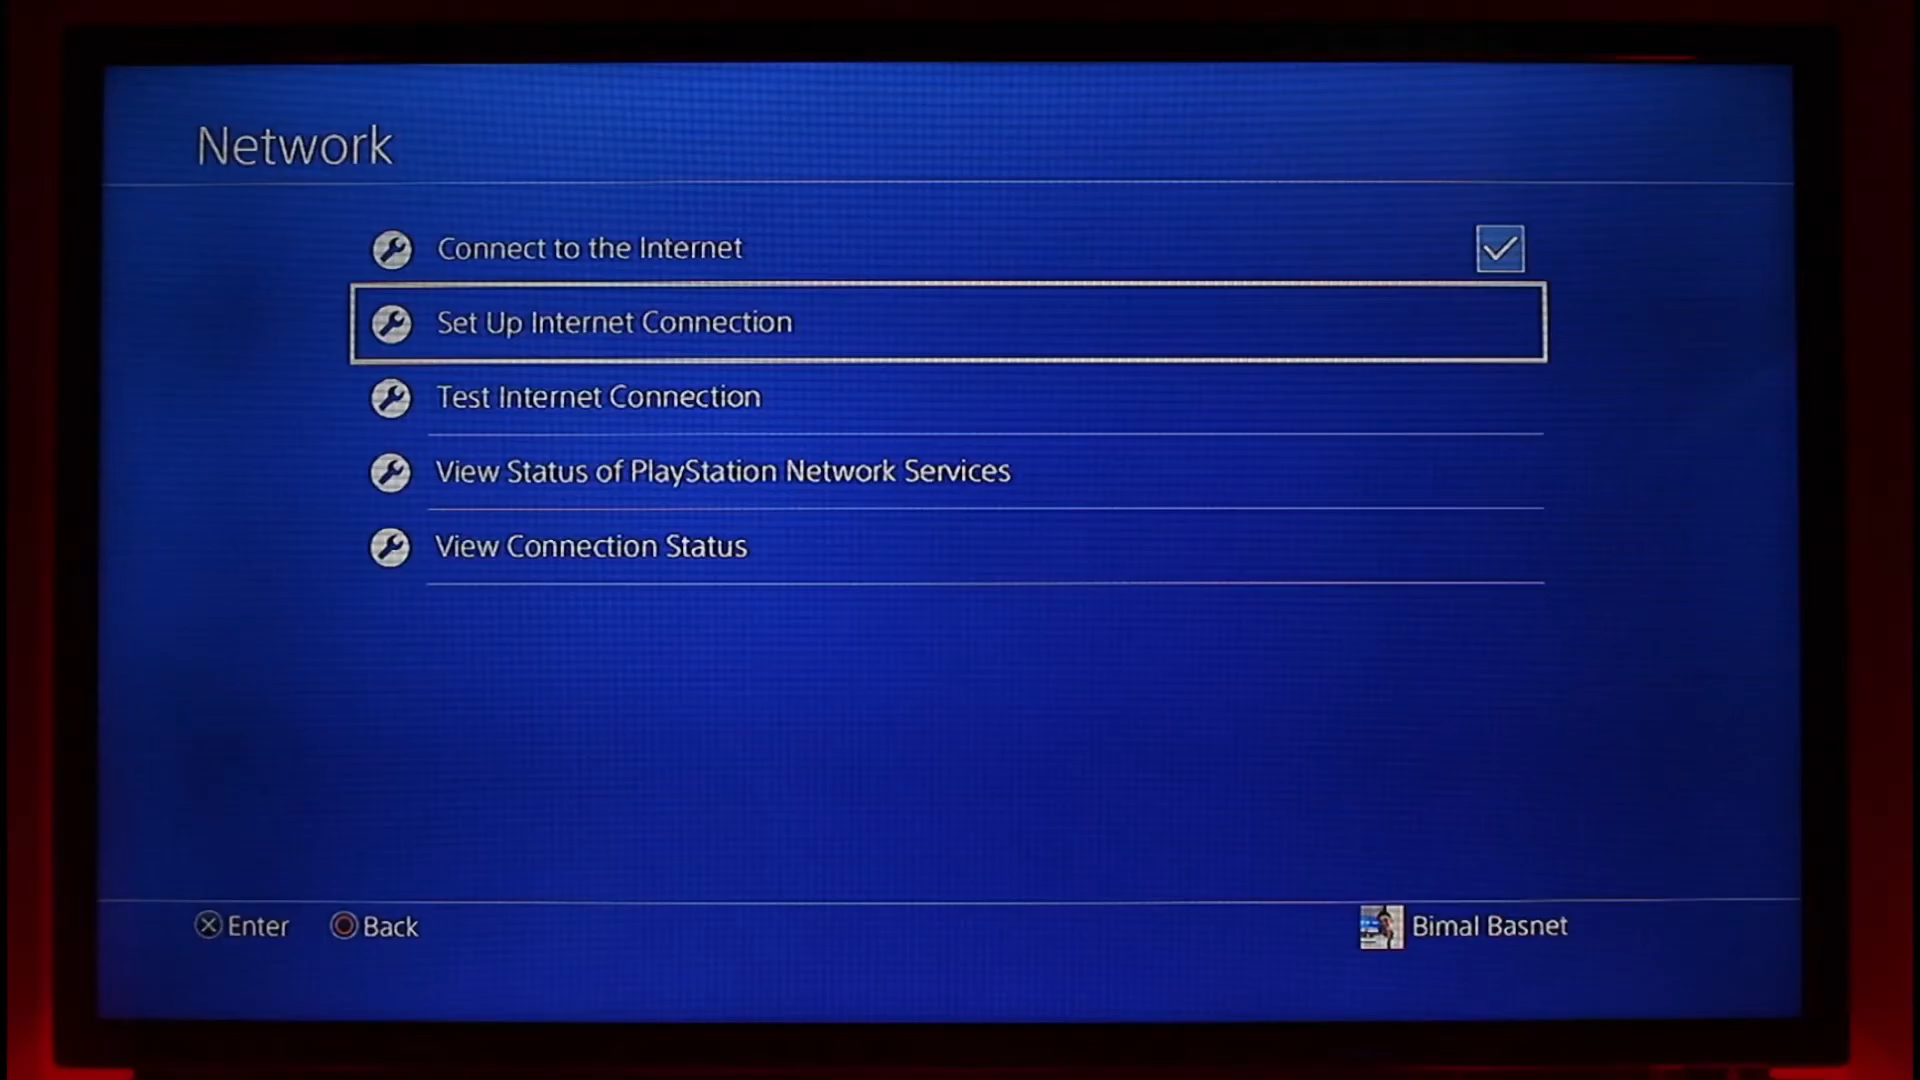 Network
Connect to the Internet
Set Up Internet Connection
Test Internet Connection
View Status of PlayStation Network Services
View Connection Status
Enter Back Bimal Basnet